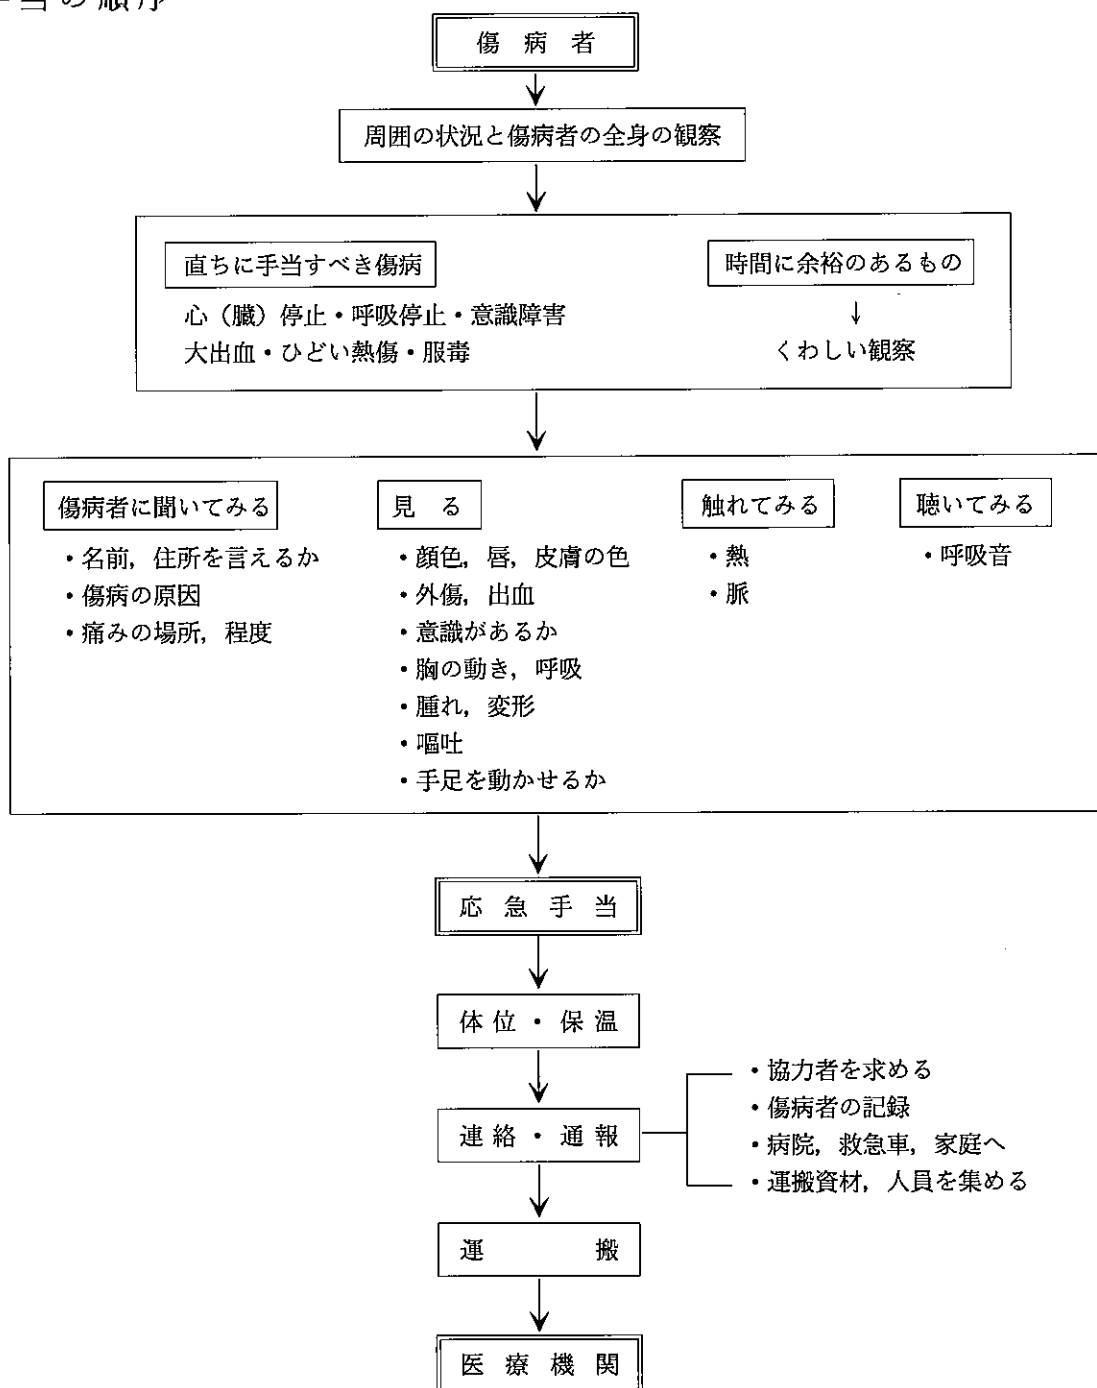 当の順序
傷病者
周囲の状況と傷病者の全身の観察
直ちに手当すべき傷病
心（臓）停止・呼吸停止・意識障害
大出血・ひどい熱傷・服毒
時間に余裕のあるもの
↓
くわしい観察
傷病者に聞いてみる
・名前，住所を言えるか
・傷病の原因
・痛みの場所，程度
見る
・顔色，唇，皮膚の色
・外傷，出血
・意識があるか
・胸の動き，呼吸
・腫れ，変形
・嘔吐
・手足を動かせるか
触れてみる
・熱
・脈
聴いてみる
・呼吸音
応急手当
体位・保温
連絡・通報
・協力者を求める
・傷病者の記録
・病院，救急車，家庭へ
・運搬資材，人員を集める
運搬
医療機関